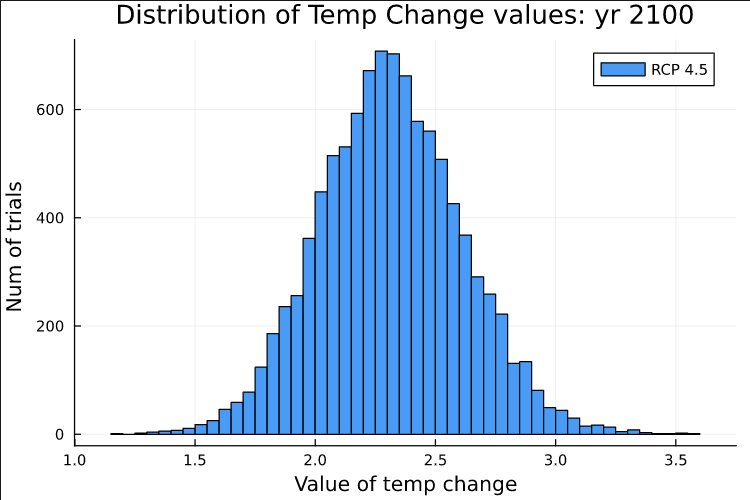 Distribution of Temp Change values: yr 2100
RCP 4.5
Num of trials
600
400
200
0
1.0 1.5 2.0 2.5 3.0 3.5
Value of temp change